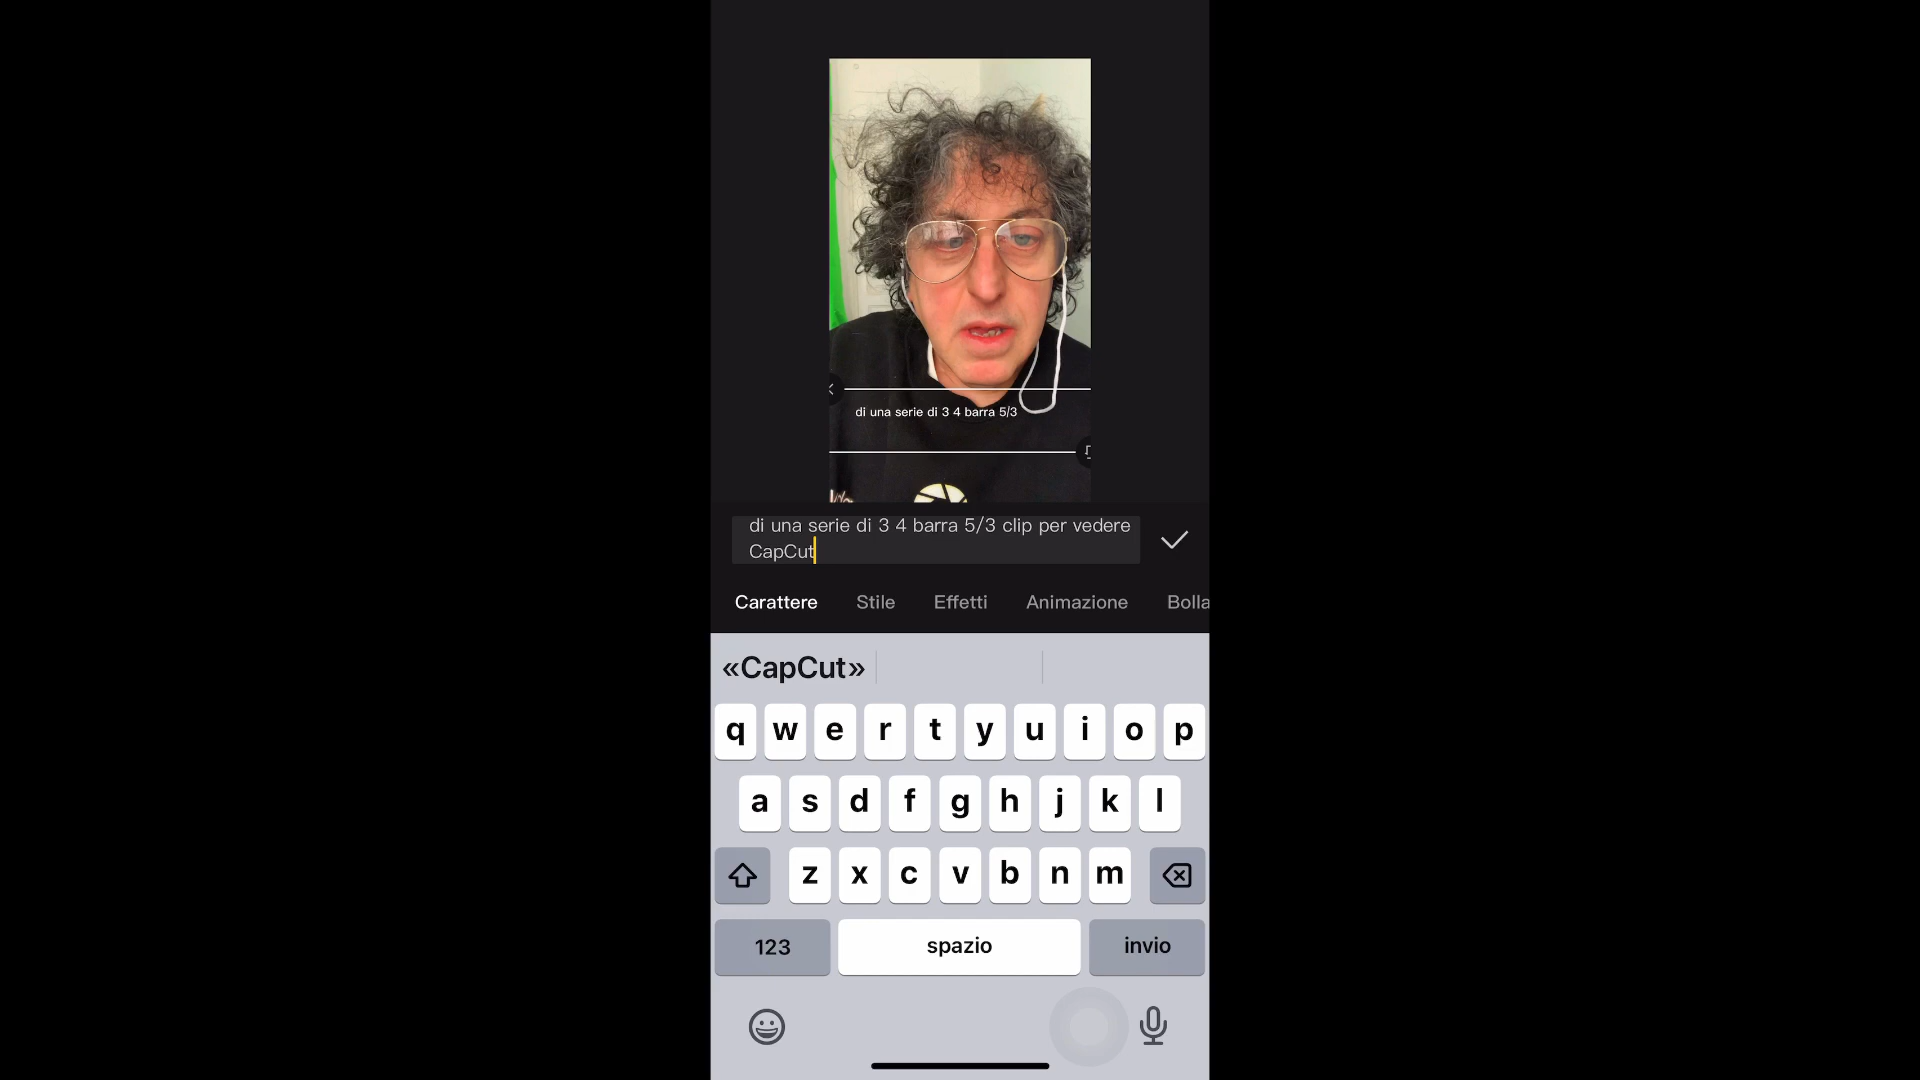 di una serie di 3 4 barra 5/3
di una serie di 3 4 barra 5/3 clip per vedere
CapCut
Carattere Stile Effetti Animazione Bolla
«CapCut»
q w e r t y u i o p
a s d f g h j k l
z x c v b n m
123 spazio invio